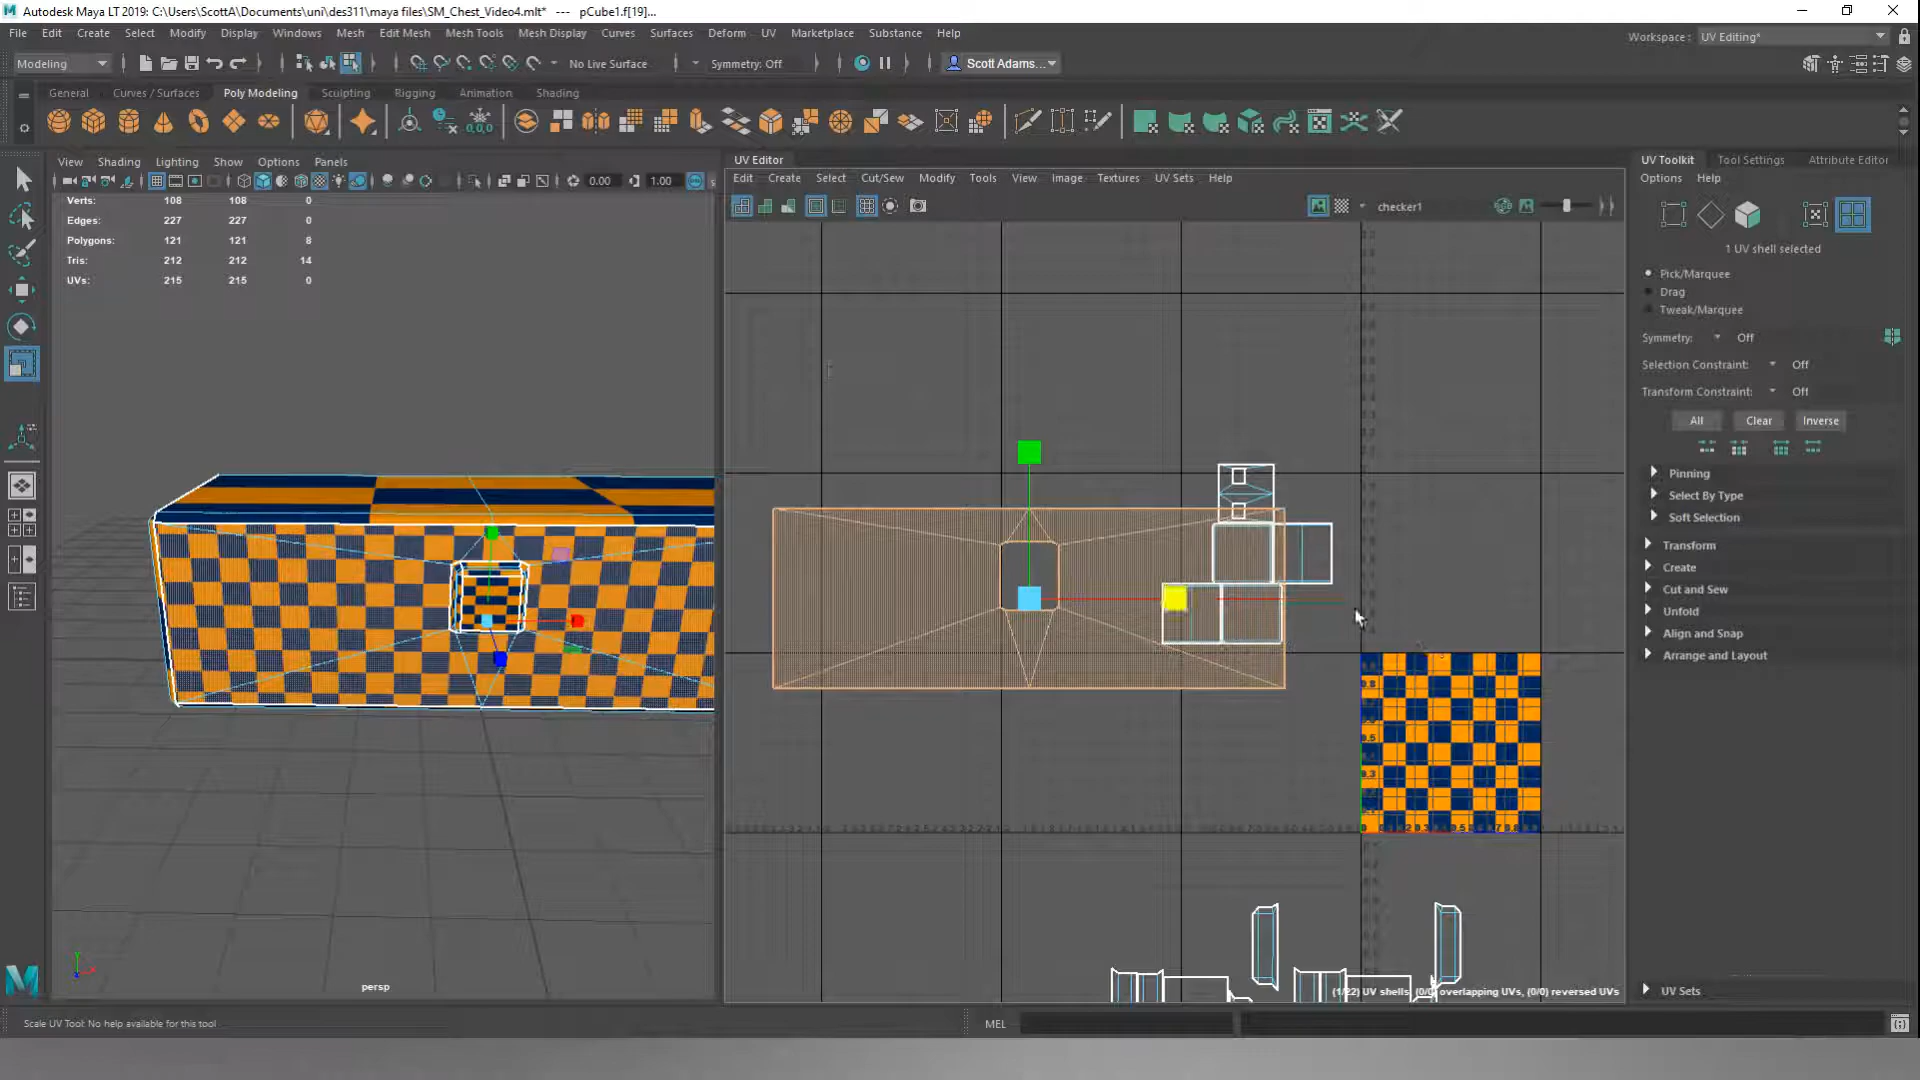 Autodesk Maya LT 2019: C:\Users\ScottA\Documents\uni\des311\maya files\SM_Chest_Video4.mlt* --- pCube1.f[19]...
File Edit Create Select Modify Display Windows Mesh Edit Mesh Mesh Tools Mesh Display Curves Surfaces Deform UV Marketplace Substance Help
Workspace : UV Editing*
Modeling No Live Surface Symmetry: Off Scott Adams...
General Curves / Surfaces Poly Modeling Sculpting Rigging Animation Shading
View Shading Lighting Show Options Panels
0.00 1.00
Verts: 108 108 0
Edges: 227 227 0
Polygons: 121 121 8
Tris: 212 212 14
UVs: 215 215 0
persp
UV Editor
Edit Create Select Cut/Sew Modify Tools View Image Textures UV Sets Help
checker1
(1/22) UV shells, (0/0) overlapping UVs, (0/0) reversed UVs
UV Toolkit Tool Settings Attribute Editor
Options Help
1 UV shell selected
Pick/Marquee
Drag
Tweak/Marquee
Symmetry: Off
Selection Constraint: Off
Transform Constraint: Off
All Clear Inverse
Pinning
Select By Type
Soft Selection
Transform
Create
Cut and Sew
Unfold
Align and Snap
Arrange and Layout
UV Sets
Scale UV Tool: No help available for this tool
MEL